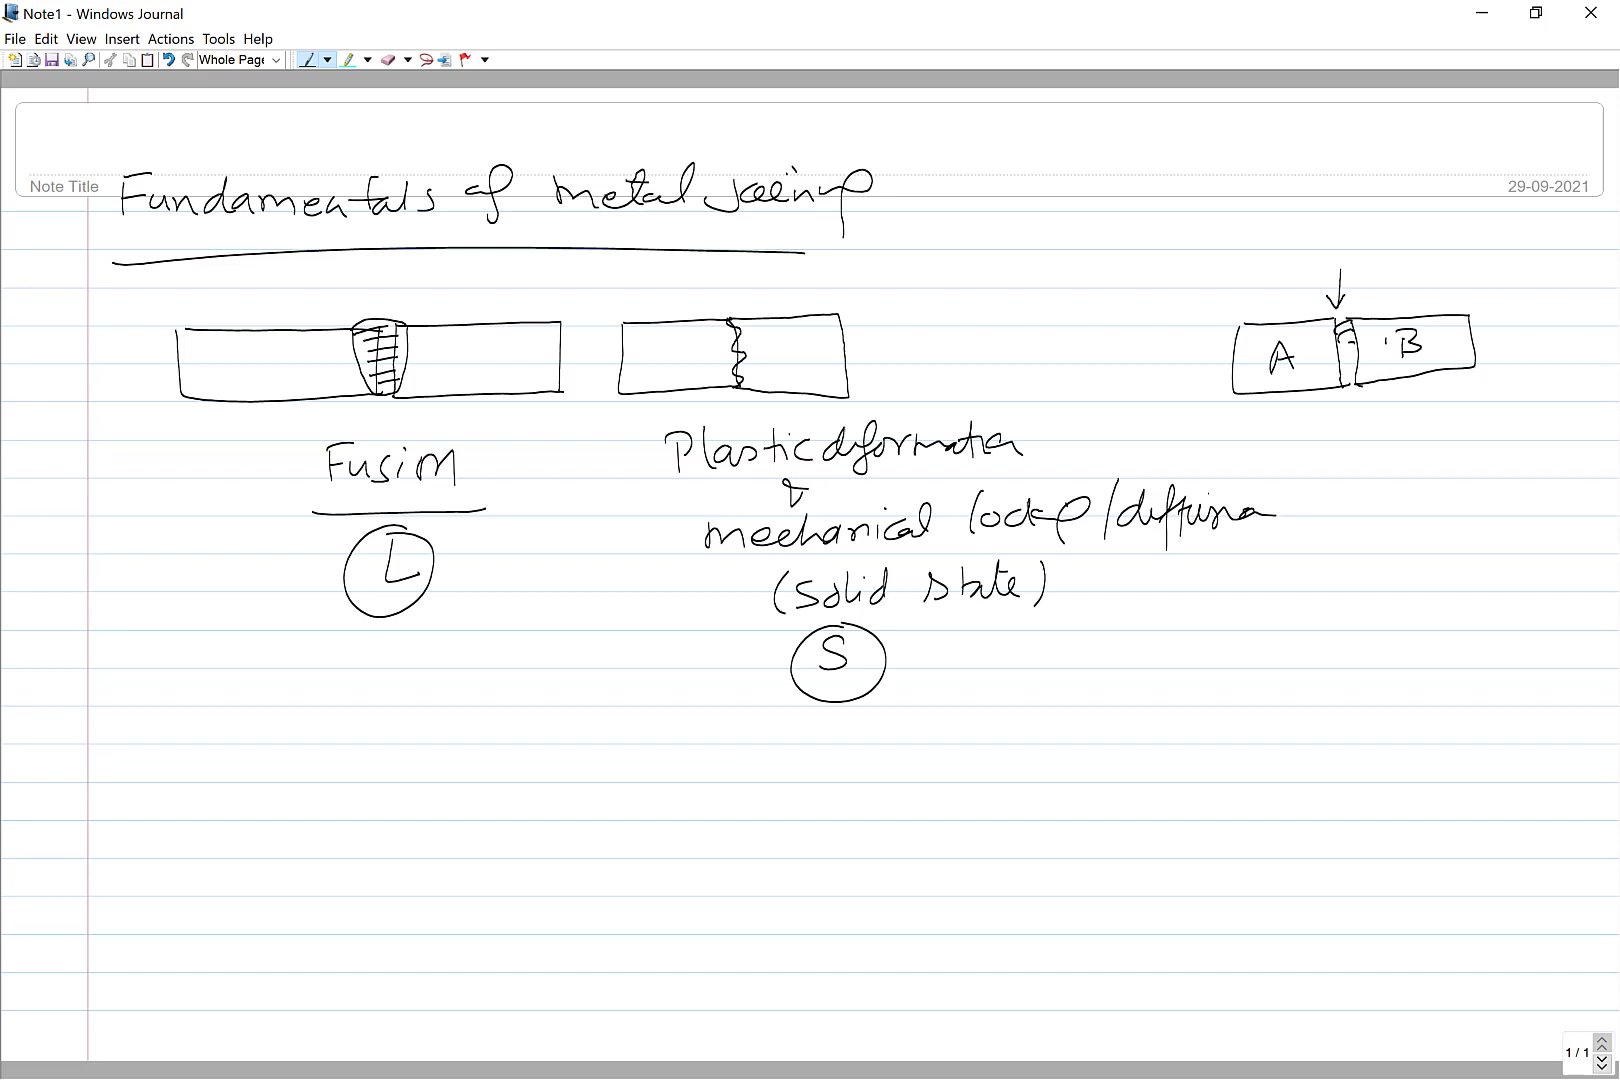 Note1 - Windows Journal
File Edit View Insert Actions Tools Help
Whole Page
Note Title
29-09-2021
Fundamentals of metal joining
A
B
Fusion
L
Plastic deformation
&
mechanical locking / diffusion
(Solid state)
S
1 / 1